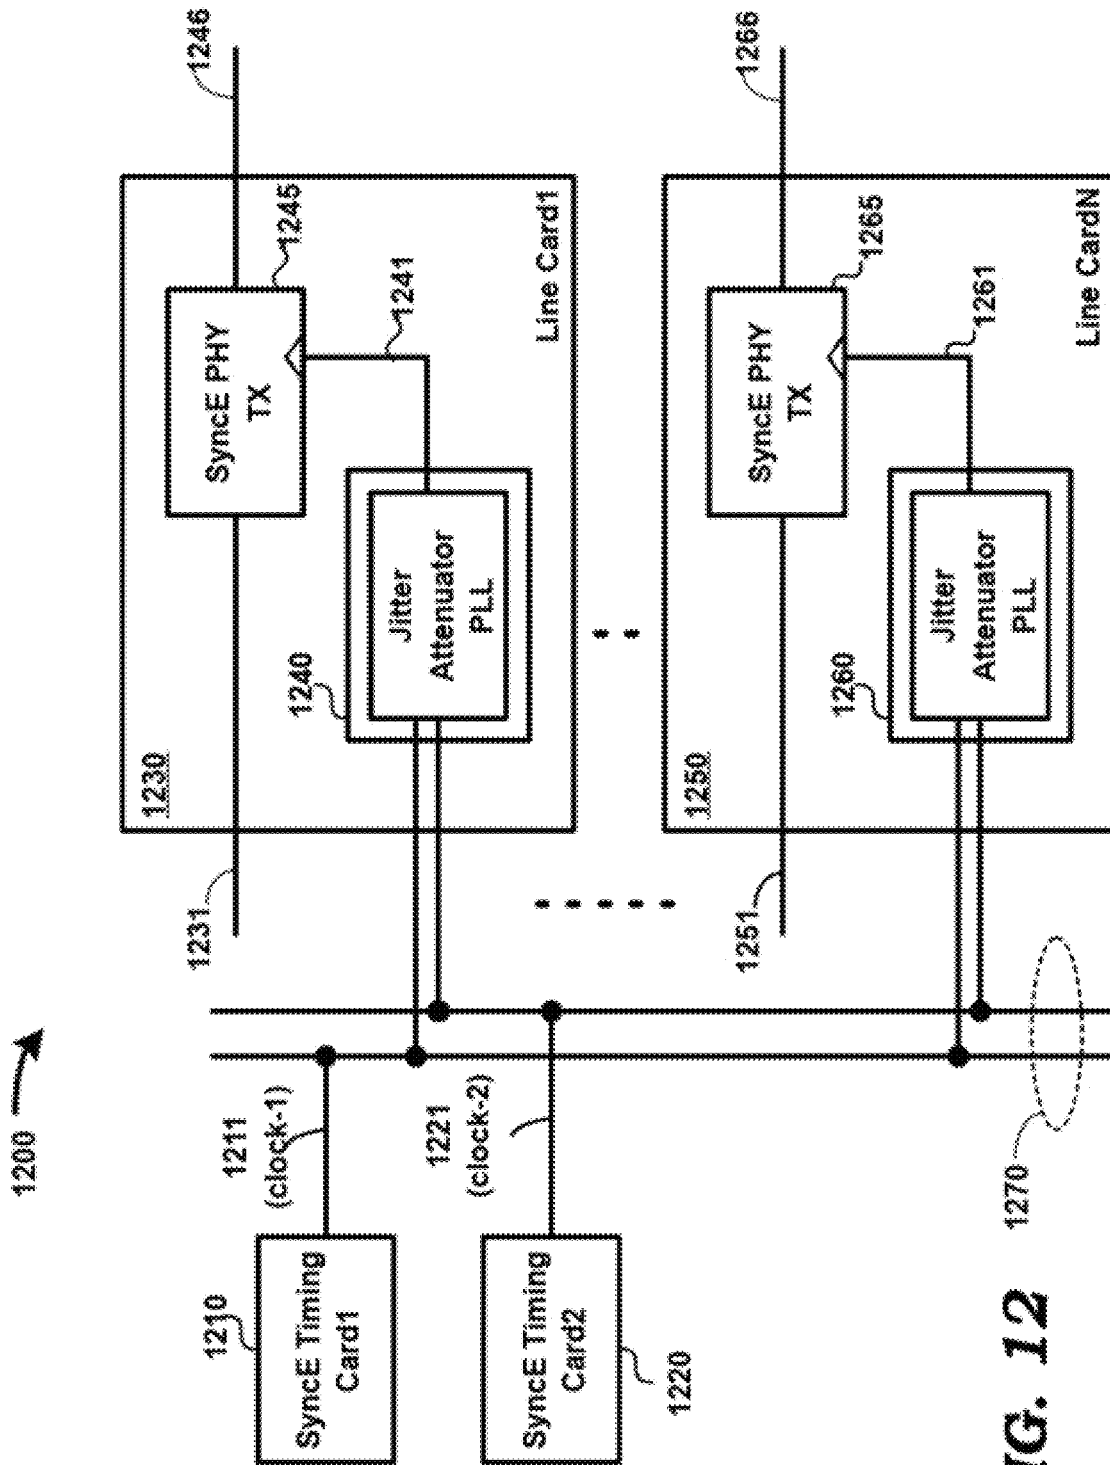 1200
1210
SyncE Timing
Card1
1211
(clock-1)
1220
SyncE Timing
Card2
1221
(clock-2)
1270
1230
1231
1240
Jitter
Attenuator
PLL
1241
SyncE PHY
TX
1245
1246
Line Card1
1250
1251
1260
Jitter
Attenuator
PLL
1261
SyncE PHY
TX
1265
1266
Line CardN
IG. 12